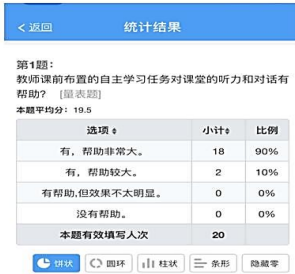 < 返回 统计结果
第1题：
教师课前布置的自主学习任务对课堂的听力和对话有
帮助？ [量表题]
本题平均分：19.5
选项 小计 比例
有，帮助非常大。 18 90%
有，帮助较大。 2 10%
有帮助,但效果不太明显。 0 0%
没有帮助。 0 0%
本题有效填写人次 20
饼状 圆环 柱状 条形 隐藏零